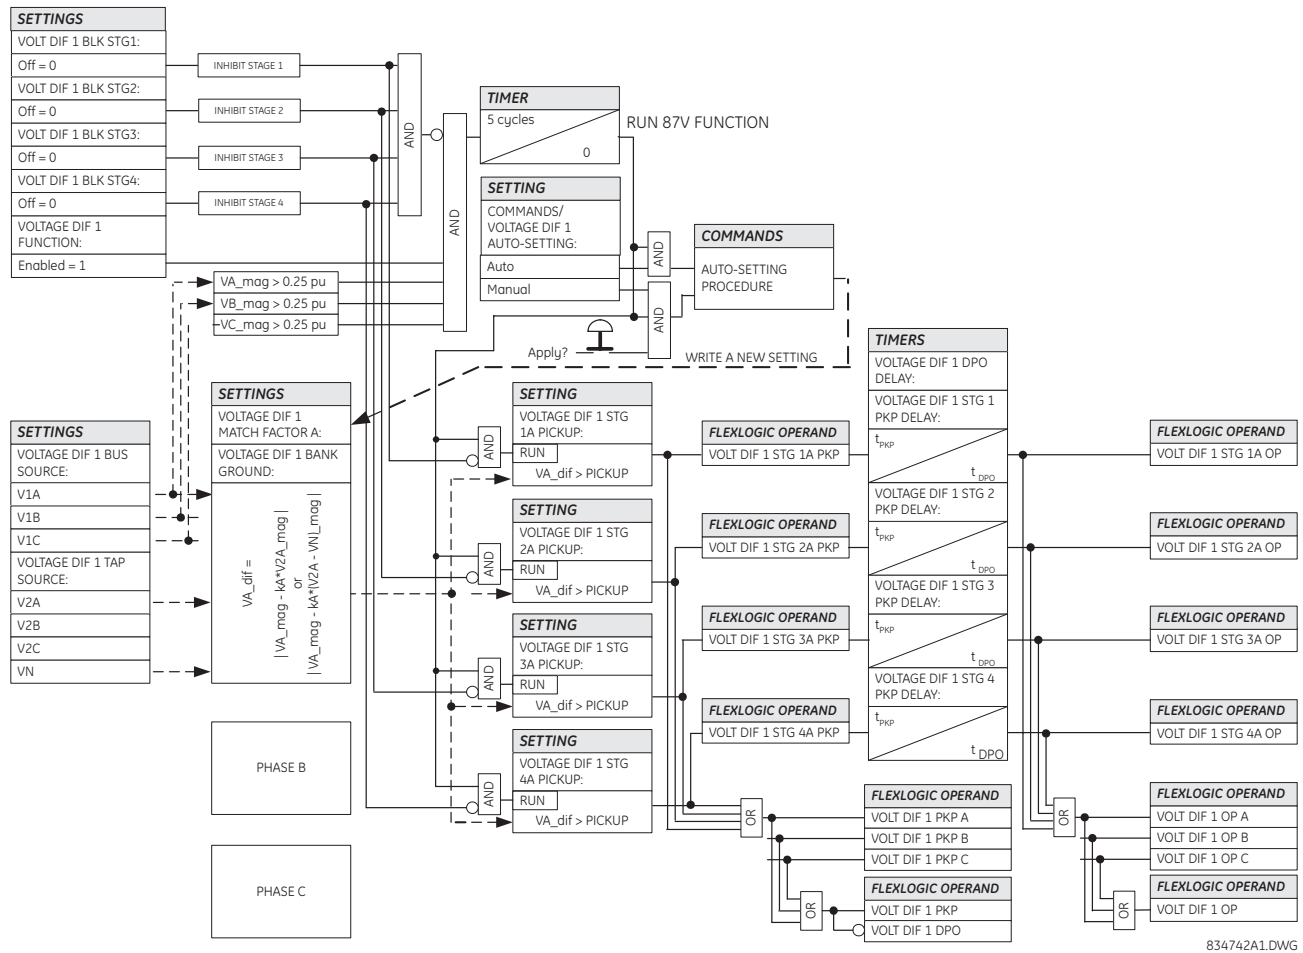 SETTINGS
VOLT DIF 1 BLK STG1:
Off = 0
VOLT DIF 1 BLK STG2:
Off = 0
VOLT DIF 1 BLK STG3:
Off = 0
VOLT DIF 1 BLK STG4:
Off = 0
VOLTAGE DIF 1
FUNCTION:
Enabled = 1
INHIBIT STAGE 1
INHIBIT STAGE 2
INHIBIT STAGE 3
INHIBIT STAGE 4
AND
AND
VA_mag > 0.25 pu
VB_mag > 0.25 pu
VC_mag > 0.25 pu
TIMER
5 cycles
0
RUN 87V FUNCTION
SETTING
COMMANDS/
VOLTAGE DIF 1
AUTO-SETTING:
Auto
Manual
AND
AND
Apply?
COMMANDS
AUTO-SETTING
PROCEDURE
WRITE A NEW SETTING
SETTINGS
VOLTAGE DIF 1 BUS
SOURCE:
V1A
V1B
V1C
VOLTAGE DIF 1 TAP
SOURCE:
V2A
V2B
V2C
VN
SETTINGS
VOLTAGE DIF 1
MATCH FACTOR A:
VOLTAGE DIF 1 BANK
GROUND:
VA_dif =
|VA_mag - kA*V2A_mag |
or
|VA_mag - kA*(V2A - VN)_mag |
PHASE B
PHASE C
AND
AND
AND
AND
SETTING
VOLTAGE DIF 1 STG
1A PICKUP:
RUN
VA_dif > PICKUP
SETTING
VOLTAGE DIF 1 STG
2A PICKUP:
RUN
VA_dif > PICKUP
SETTING
VOLTAGE DIF 1 STG
3A PICKUP:
RUN
VA_dif > PICKUP
SETTING
VOLTAGE DIF 1 STG
4A PICKUP:
RUN
VA_dif > PICKUP
FLEXLOGIC OPERAND
VOLT DIF 1 STG 1A PKP
FLEXLOGIC OPERAND
VOLT DIF 1 STG 2A PKP
FLEXLOGIC OPERAND
VOLT DIF 1 STG 3A PKP
FLEXLOGIC OPERAND
VOLT DIF 1 STG 4A PKP
TIMERS
VOLTAGE DIF 1 DPO
DELAY:
VOLTAGE DIF 1 STG 1
PKP DELAY:
tPKP
t DPO
VOLTAGE DIF 1 STG 2
PKP DELAY:
tPKP
t DPO
VOLTAGE DIF 1 STG 3
PKP DELAY:
tPKP
t DPO
VOLTAGE DIF 1 STG 4
PKP DELAY:
tPKP
t DPO
FLEXLOGIC OPERAND
VOLT DIF 1 STG 1A OP
FLEXLOGIC OPERAND
VOLT DIF 1 STG 2A OP
FLEXLOGIC OPERAND
VOLT DIF 1 STG 3A OP
FLEXLOGIC OPERAND
VOLT DIF 1 STG 4A OP
OR
OR
FLEXLOGIC OPERAND
VOLT DIF 1 PKP A
VOLT DIF 1 PKP B
VOLT DIF 1 PKP C
FLEXLOGIC OPERAND
VOLT DIF 1 PKP
VOLT DIF 1 DPO
OR
OR
FLEXLOGIC OPERAND
VOLT DIF 1 OP A
VOLT DIF 1 OP B
VOLT DIF 1 OP C
FLEXLOGIC OPERAND
VOLT DIF 1 OP
834742A1.DWG